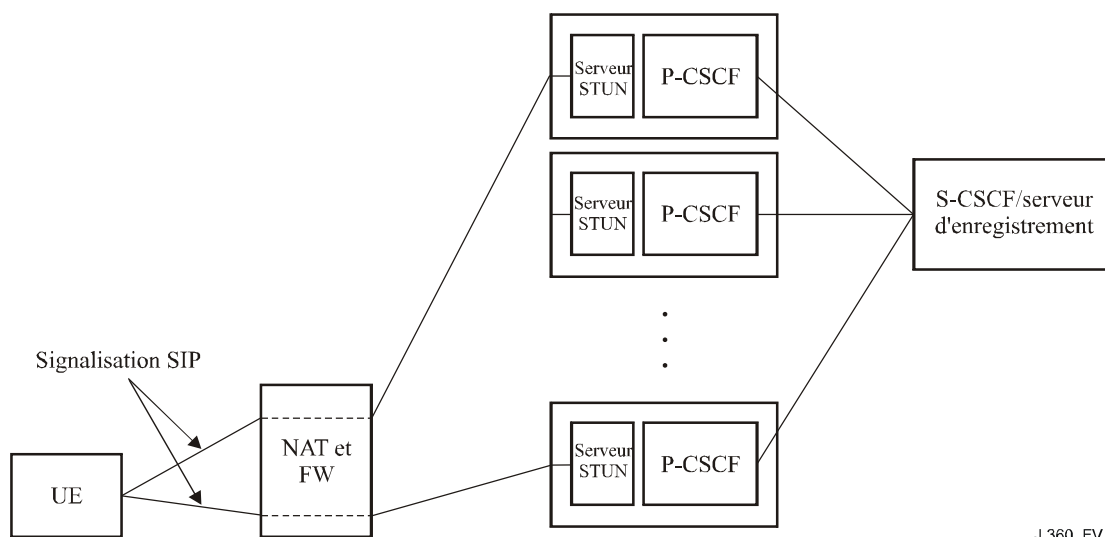 Serveur
STUN
P-CSCF
Serveur
STUN
P-CSCF
S-CSCF/serveur
d'enregistrement
Signalisation SIP
NAT et
FW
Serveur
STUN
P-CSCF
UE